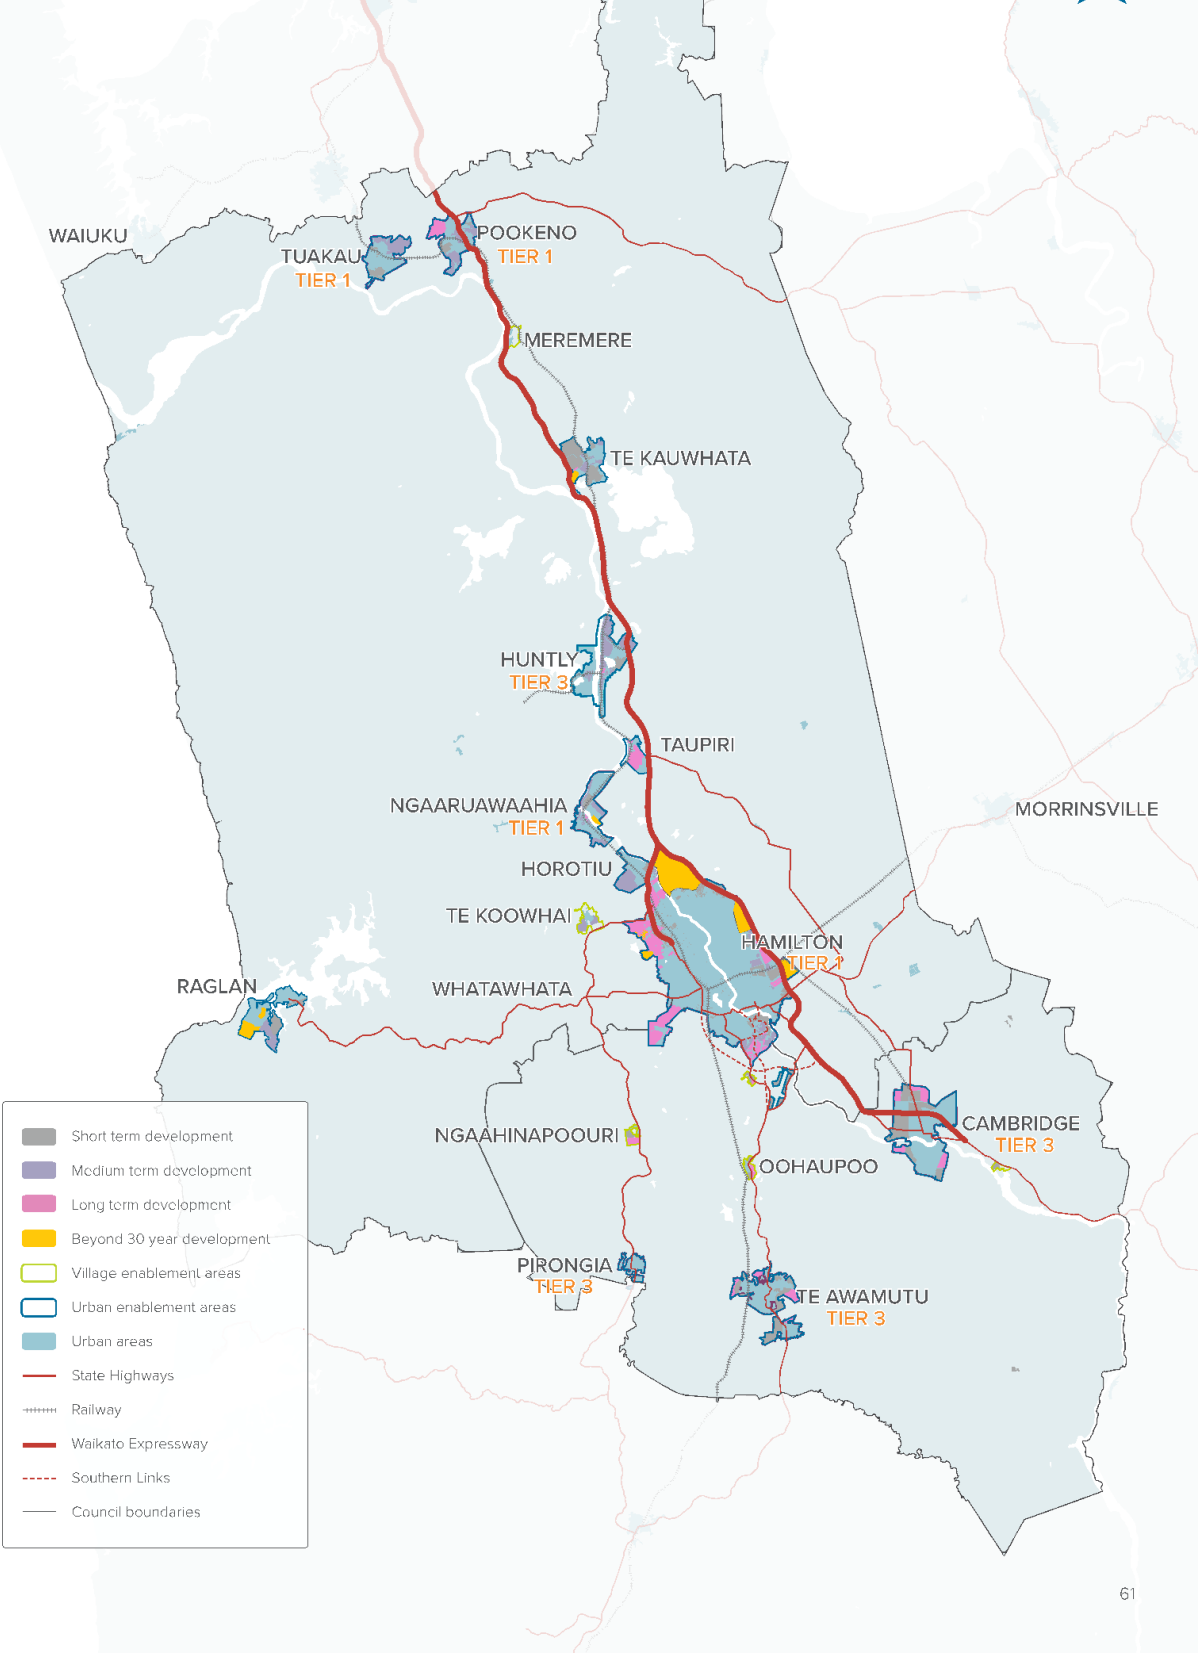 WAIUKU
POOKENO
TIER 1
TUAKAU
TIER 1
MEREMERE
TE KAUWHATA
HUNTLY
TIER 3
TAUPIRI
NGAARUAWAAHIA
TIER 1
MORRINSVILLE
HOROTIU
TE KOOWHAI
HAMILTON
TIER 1
RAGLAN
WHATAWHATA
CAMBRIDGE
TIER 3
NGAAHINAPOOURI
OOHAUPOO
PIRONGIA
TIER 3
TE AWAMUTU
TIER 3
Short term development
Medium term development
Long term development
Beyond 30 year development
Village enablement areas
Urban enablement areas
Urban areas
State Highways
Railway
Waikato Expressway
Southern Links
Council boundaries
61